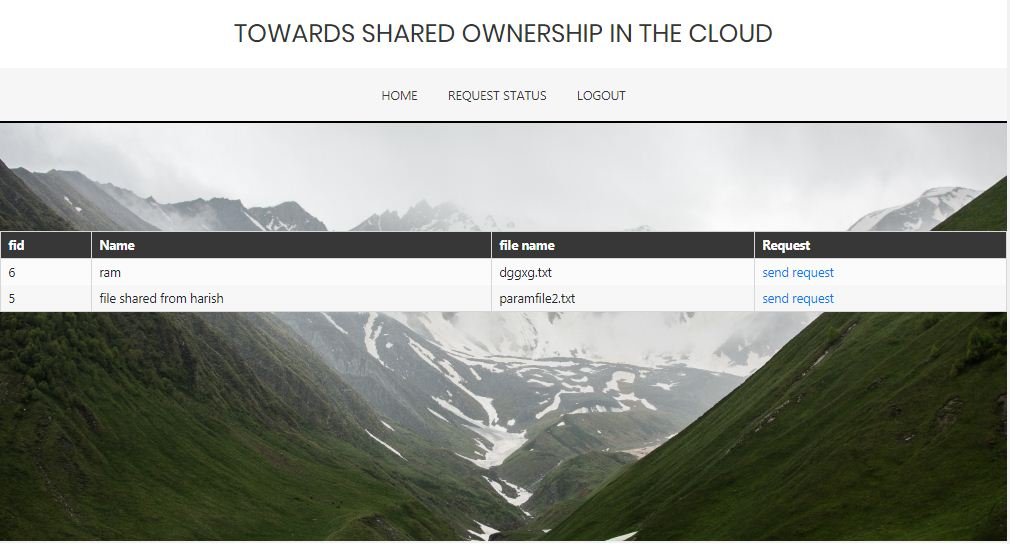 TOWARDS SHARED OWNERSHIP IN THE CLOUD
HOME REQUEST STATUS LOGOUT
fid Name file name Request
6 ram dggxg.txt send request
5 file shared from harish paramfile2.txt send request